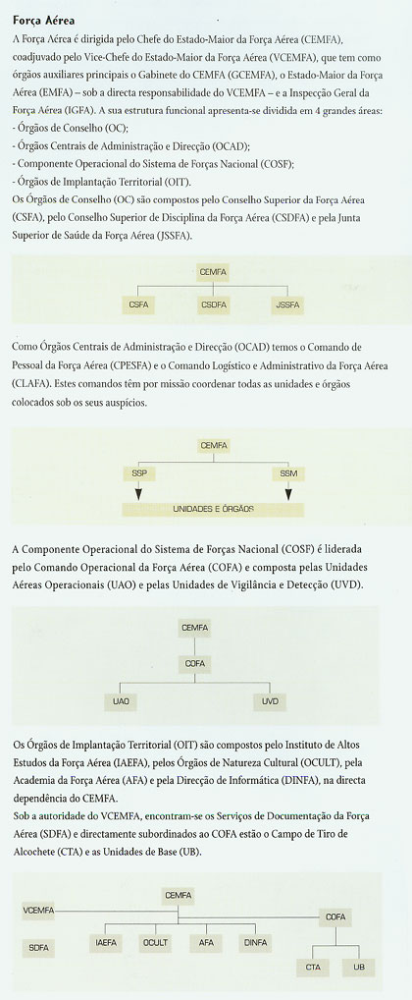 Força Aérea
A Força Aérea é dirigida pelo Chefe do Estado-Maior da Força Aérea (CEMFA),
coadjuvado pelo Vice-Chefe do Estado-Maior da Força Aérea (VCEMFA), que tem como
órgãos auxiliares principais o Gabinete do CEMFA (GCEMFA), o Estado-Maior da Força
Aérea (EMFA) – sob a directa responsabilidade do VCEMFA – e a Inspecção Geral da
Força Aérea (IGFA). A sua estrutura funcional apresenta-se dividida em 4 grandes áreas:
- Órgãos de Conselho (OC);
- Órgãos Centrais de Administração e Direcção (OCAD);
- Componente Operacional do Sistema de Forças Nacional (COSF);
- Órgãos de Implantação Territorial (OIT).
Os Órgãos de Conselho (OC) são compostos pelo Conselho Superior da Força Aérea
(CSFA), pelo Conselho Superior de Disciplina da Força Aérea (CSDFA) e pela Junta
Superior de Saúde da Força Aérea (JSSFA).
CEMFA
CSFA CSDFA JSSFA
Como Órgãos Centrais de Administração e Direcção (OCAD) temos o Comando de
Pessoal da Força Aérea (CPESFA) e o Comando Logístico e Administrativo da Força Aérea
(CLAFA). Estes comandos têm por missão coordenar todas as unidades e órgãos
colocados sob os seus auspícios.
CEMFA
SSP SSM
UNIDADES E ÓRGÃOS
A Componente Operacional do Sistema de Forças Nacional (COSF) é liderada
pelo Comando Operacional da Força Aérea (COFA) e composta pelas Unidades
Aéreas Operacionais (UAO) e pelas Unidades de Vigilância e Detecção (UVD).
CEMFA
COFA
UAO UVD
Os Órgãos de Implantação Territorial (OIT) são compostos pelo Instituto de Altos
Estudos da Força Aérea (IAEFA), pelos Órgãos de Natureza Cultural (OCULT), pela
Academia da Força Aérea (AFA) e pela Direcção de Informática (DINFA), na directa
dependência do CEMFA.
Sob a autoridade do VCEMFA, encontram-se os Serviços de Documentação da Força
Aérea (SDFA) e directamente subordinados ao COFA estão o Campo de Tiro de
Alcochete (CTA) e as Unidades de Base (UB).
CEMFA
VCEMFA COFA
SDFA IAEFA OCULT AFA DINFA
CTA UB